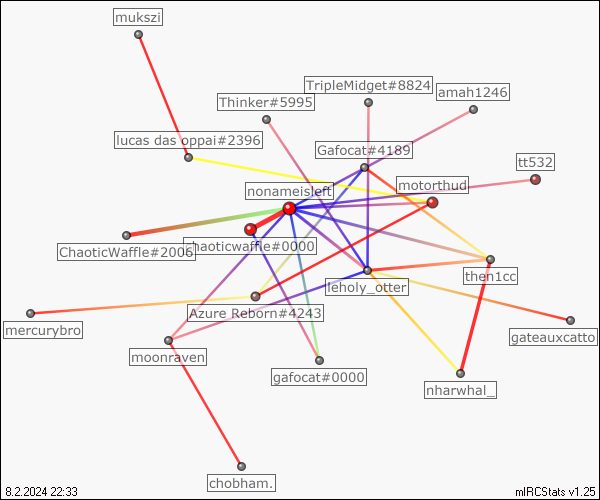 mukszi
TripleMidget#8824
amah1246
Thinker#5995
lucas das oppai#2396
Gafocat#4189
tt532
nonameisleft
motorthud
ChaoticWaffle#2006
chaoticwaffle#0000
then1cc
leholy_otter
Azure Reborn#4243
mercurybro
gateauxcatto
moonraven
gafocat#0000
nharwhal_
chobham.
8.2.2024 22:33
mIRCStats v1.25